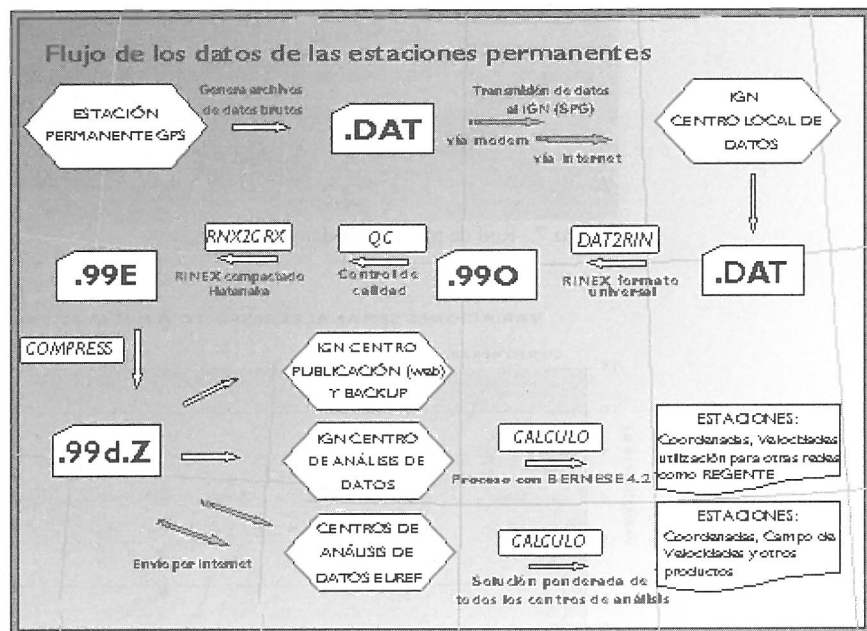 Flujo de los datos de las estaciones permanentes
ESTACIÓN
PERMANENTE GPS
Genera archivos
de datos brutos
.DAT
Transmisión de datos
al IGN (SPG)
vía modem
vía Internet
IGN
CENTRO LOCAL DE
DATOS
.DAT
DAT2RIN
RINEX formato
universal
.99O
QC
Control de
calidad
RNX2CRX
RINEX compactado
Hatanaka
.99E
COMPRESS
.99d.Z
IGN CENTRO
PUBLICACIÓN (web)
Y BACKUP
IGN CENTRO
DE ANÁLISIS DE
DATOS
CALCULO
Proceso con BERNESE 4.2
ESTACIONES:
Coordenadas, Velocidades
utilización para otras redes
como REGENTE
Envío por Internet
CENTROS DE
ANÁLISIS DE
DATOS EUREF
CALCULO
Solución ponderada de
todos los centros de análisis
ESTACIONES:
Coordenadas, Campo de
Velocidades y otros
productos